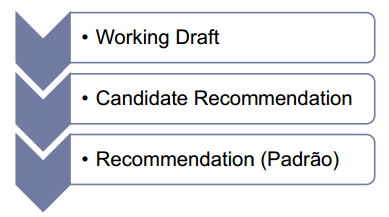 • Working Draft
• Candidate Recommendation
• Recommendation (Padrão)